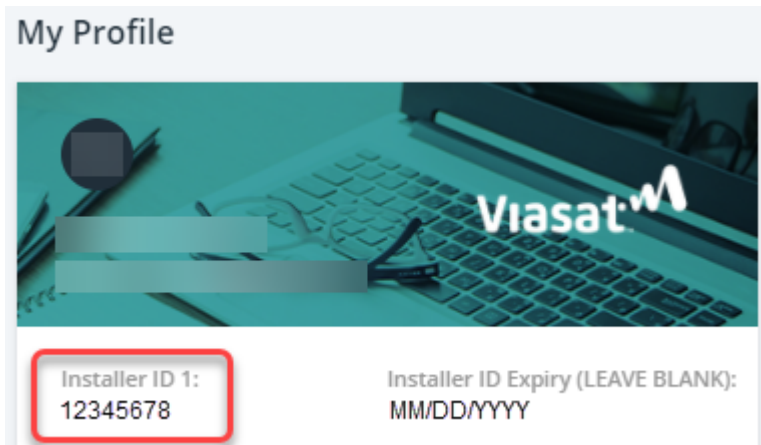 My Profile
Viasat
Installer ID 1:
12345678
Installer ID Expiry (LEAVE BLANK):
MM/DD/YYYY